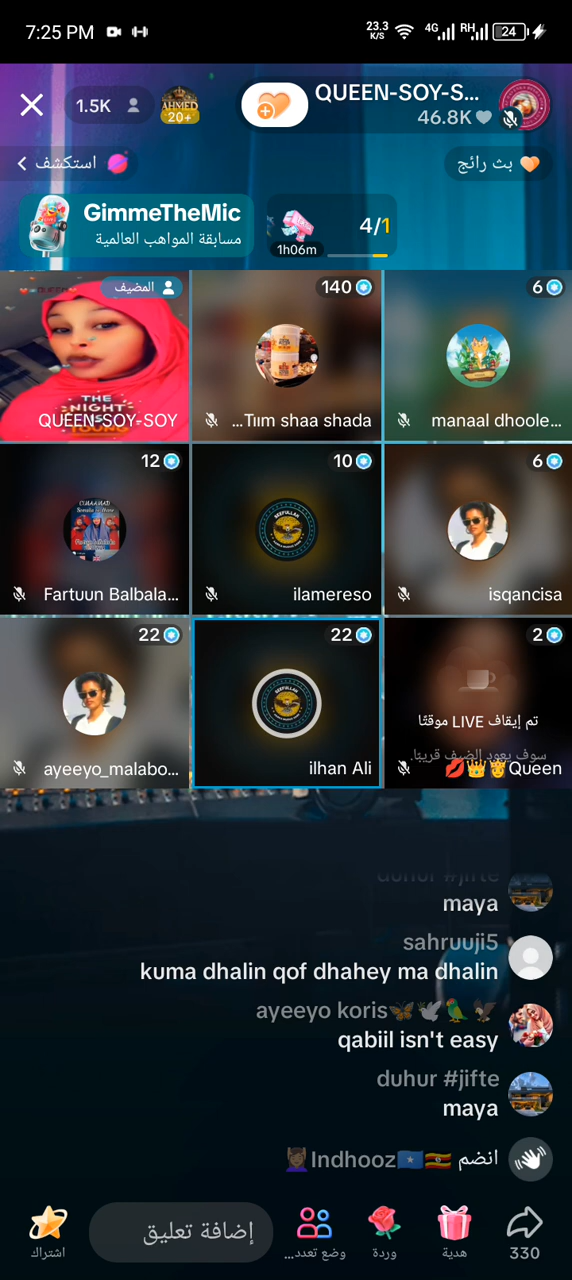 7:25 PM
23.3 K/S
4G
RH
24
1.5K
AHMED
20+
QUEEN-SOY-S...
46.8K
استكشف
بث رائج
GimmeTheMic
مسابقة المواهب العالمية
1h06m
4/1
المضيف
THE
NIGHT
QUEEN-SOY-SOY
140
...Tıım shaa shada
6
manaal dhoole...
12
Fartuun Balbala...
10
ilamereso
6
isqancisa
22
ayeeyo_malabo...
22
ilhan Ali
2
تم إيقاف LIVE موقتًا
سوف يعود الضيف قريبًا.
💋👑👸Queen
duhur #jifte
maya
sahruuji5
kuma dhalin qof dhahey ma dhalin
ayeeyo koris🦋🕊🦜🦅
qabiil isn't easy
duhur #jifte
maya
💆🏾‍♀️Indhooz🇸🇴🇺🇬 انضم
اشتراك
إضافة تعليق
وضع تعدد...
وردة
هدية
330